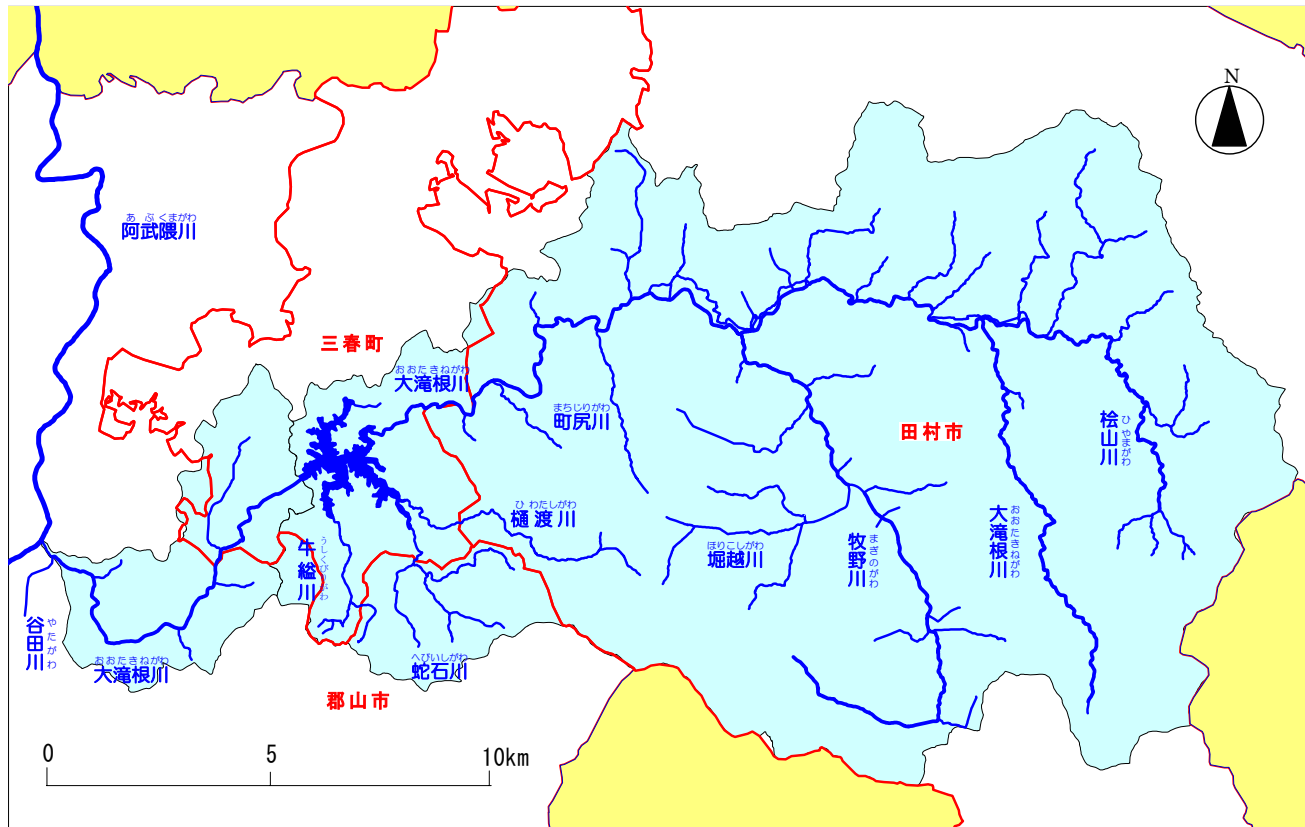 N
あぶくまがわ
阿武隈川
三春町
おおたきねがわ
大滝根川
まちじりがわ
町尻川
田村市
ひやまがわ
桧山川
ひわたしがわ
樋渡川
おおたきねがわ
大滝根川
うしくびりがわ
牛縊川
ほりこしがわ
堀越川
まぎのがわ
牧野川
やたがわ
谷田川
おおたきねがわ
大滝根川
へびいしがわ
蛇石川
郡山市
0 5 10km